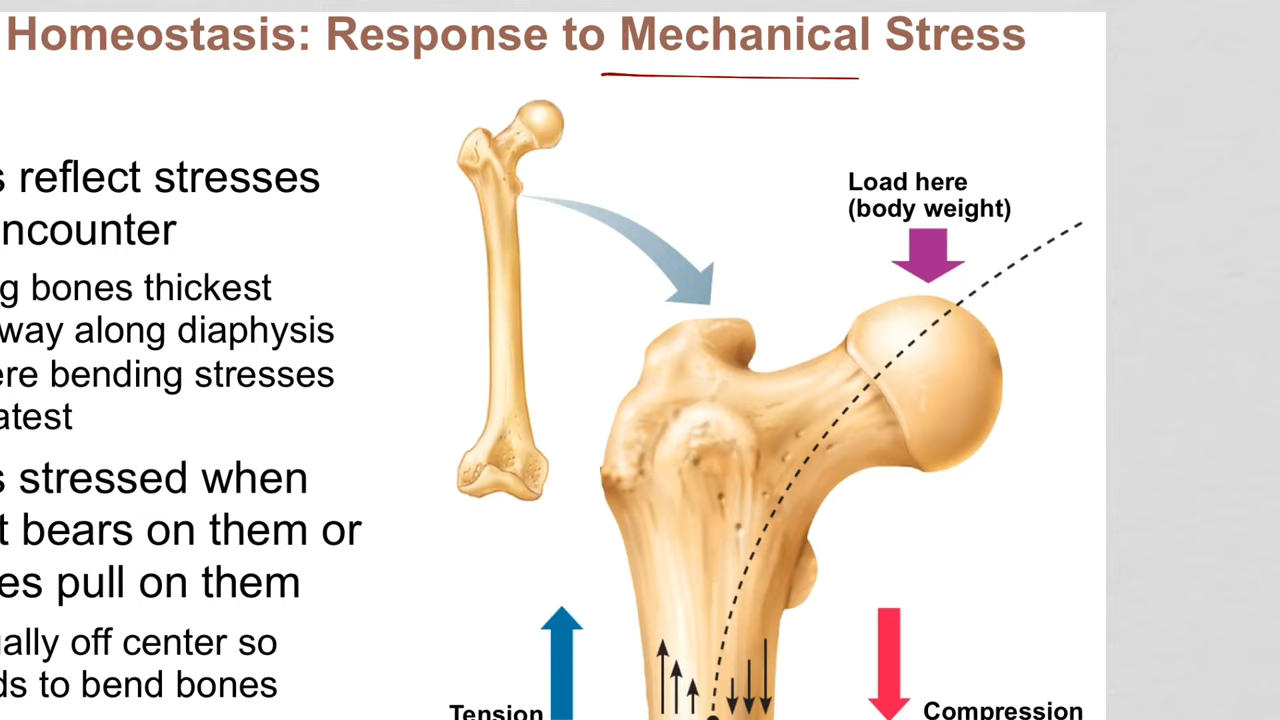 Homeostasis: Response to Mechanical Stress
s reflect stresses
ncounter
g bones thickest
way along diaphysis
ere bending stresses
atest
s stressed when
t bears on them or
es pull on them
ally off center so
ds to bend bones
Load here
(body weight)
Tension
Compression